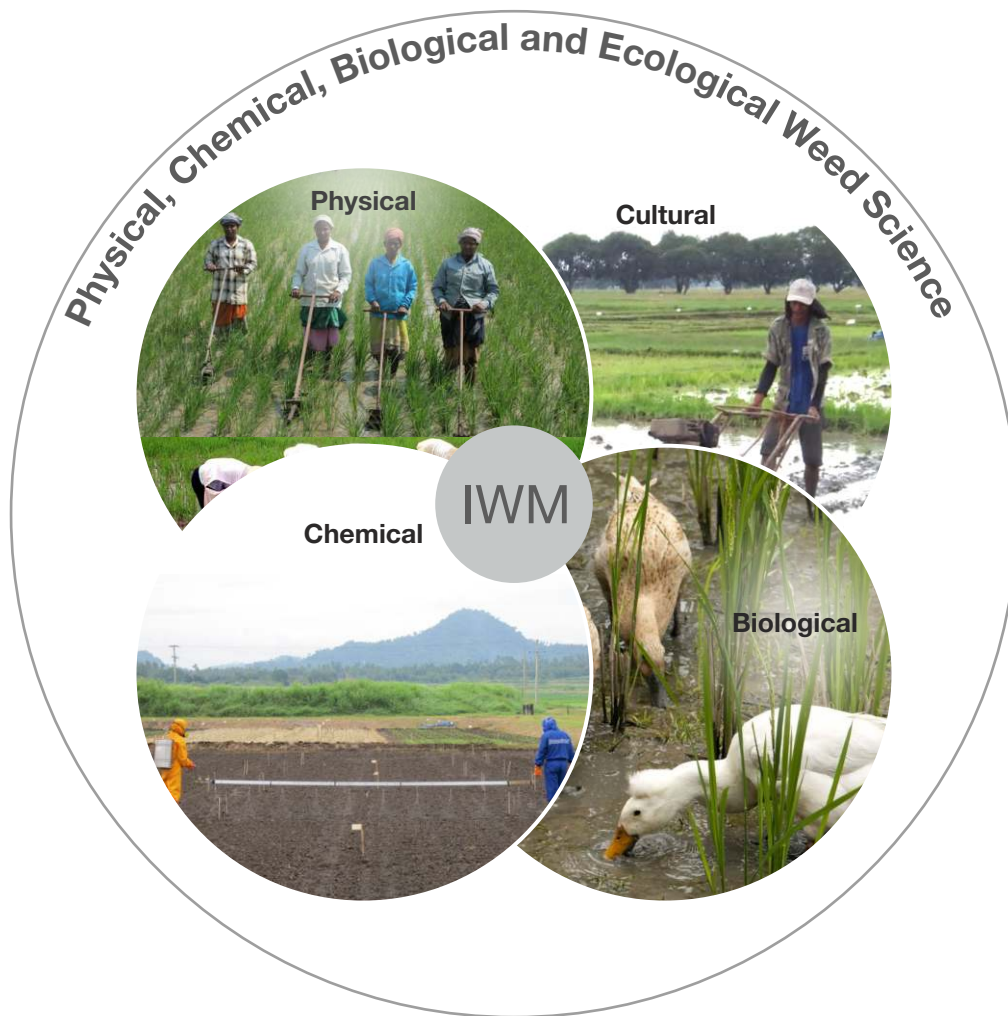 Physical, Chemical, Biological and Ecological Weed Science
Physical
Cultural
IWM
Chemical
Biological